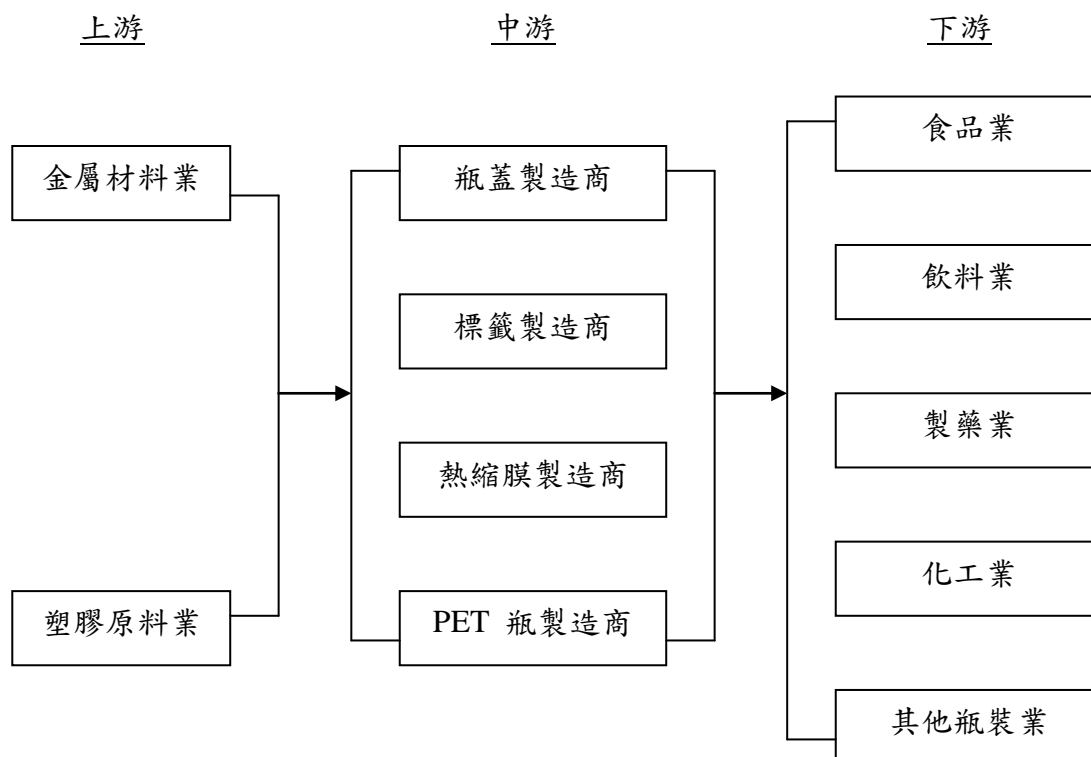 上游
中游
下游
金屬材料業
塑膠原料業
瓶蓋製造商
標籤製造商
熱縮膜製造商
PET 瓶製造商
食品業
飲料業
製藥業
化工業
其他瓶裝業